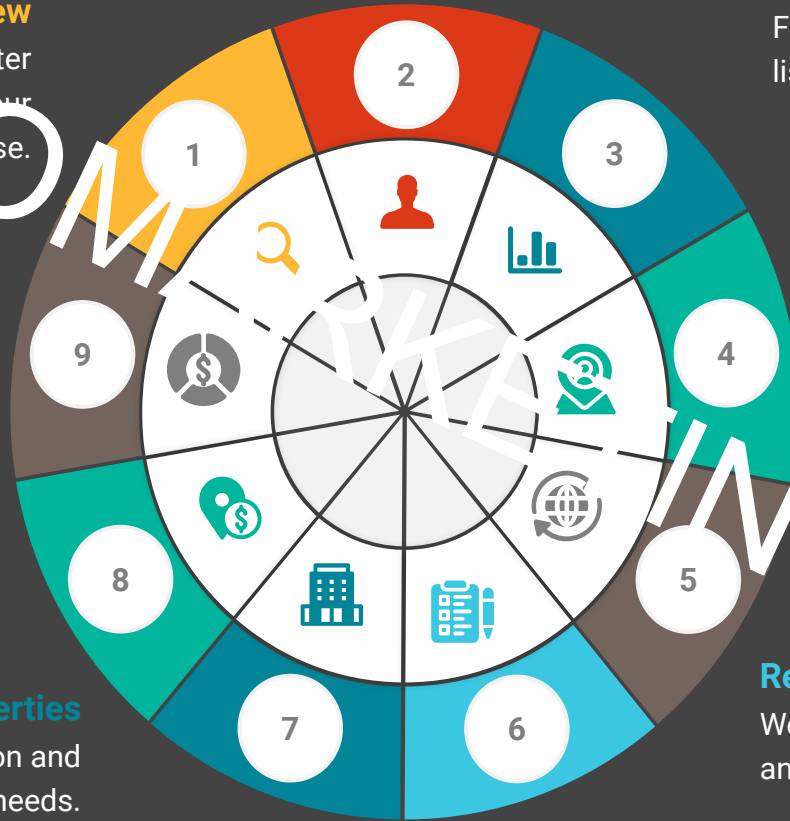 ew
ter
ur
se.
F
lis
2
1
3
O MARKETIN
9
4
8
5
7
6
erties
on and
needs.
Re
We
an